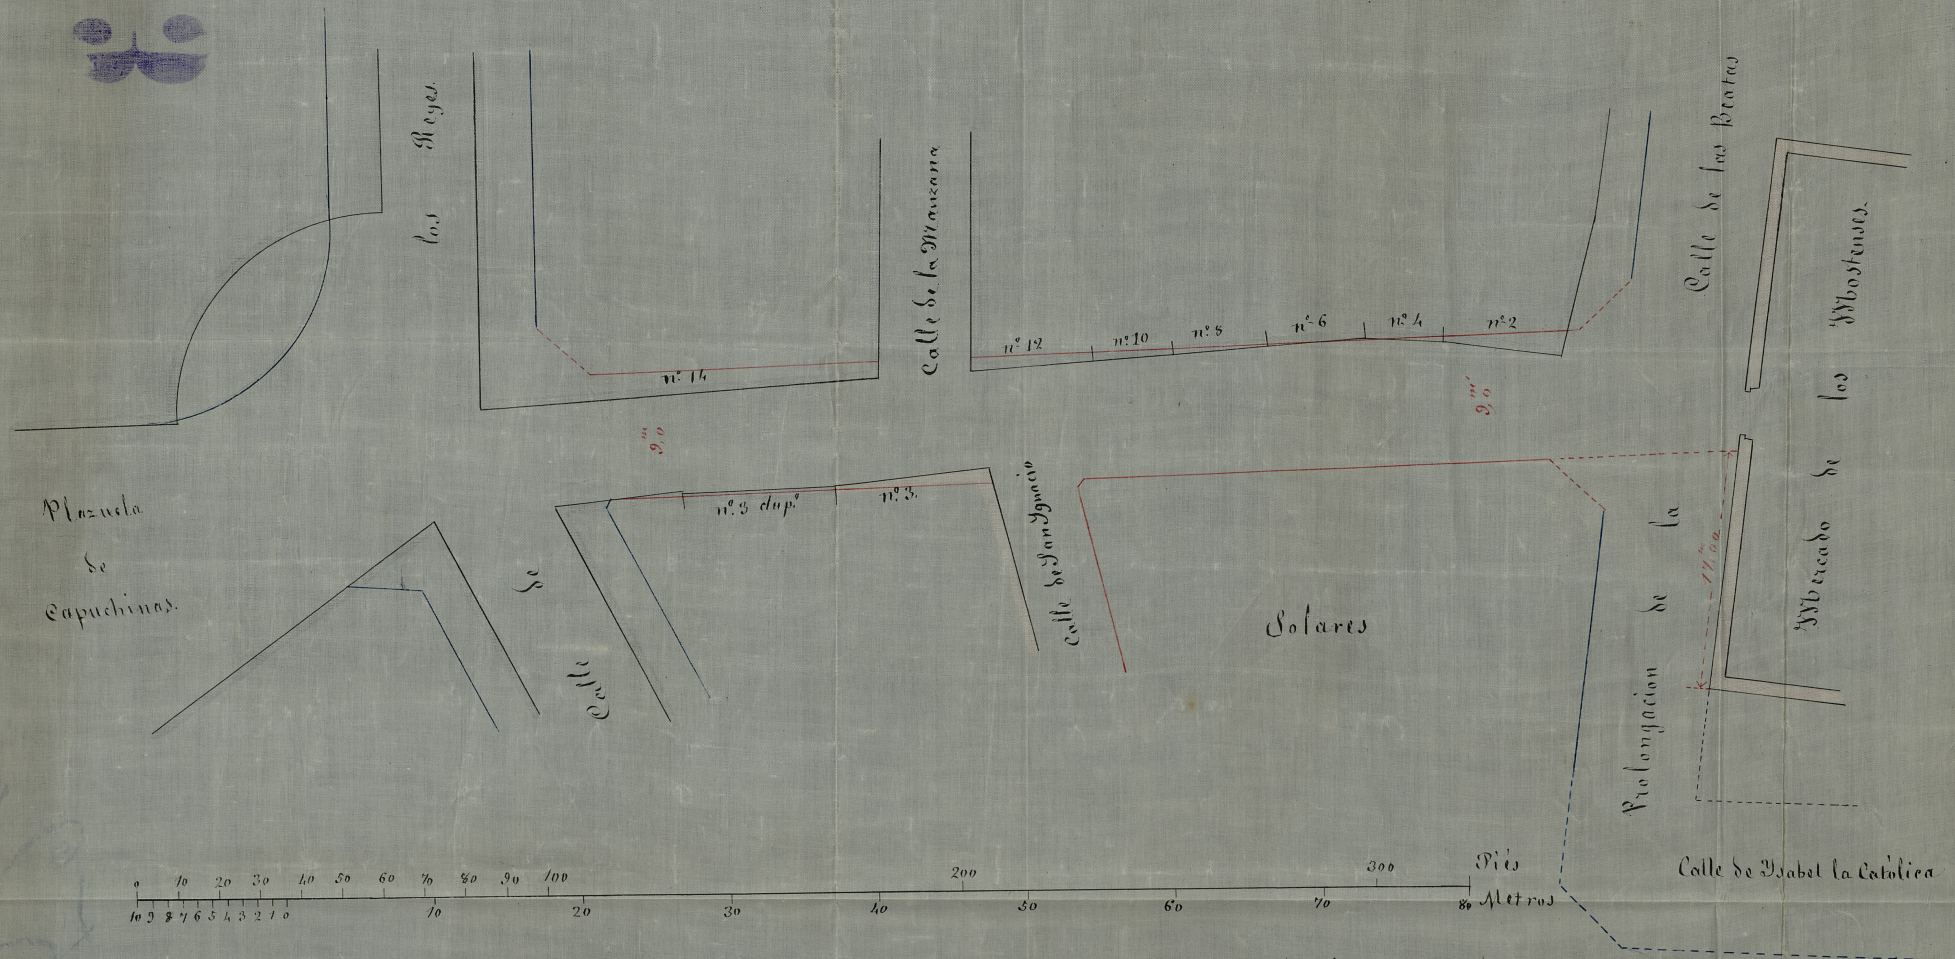 los Reyes.
Calle de la Manzana
Calle de las Beatas
Mercado de los Mostenses.
nº 12
nº 10
nº 8
nº 6
nº 4
nº 2
nº 14
9,0 m
9,0 m
nº 3 dup.º
nº 3.
Plazuela
de
Capuchinas.
Calle de
Calle de San Ygnacio
Solares
Prolongacion de la
17,00 m
Calle de Ysabel la Católica
0 10 20 30 40 50 60 70 80 90 100 200 300 Piés
10 9 8 7 6 5 4 3 2 1 0 10 20 30 40 50 60 70 80 Metros